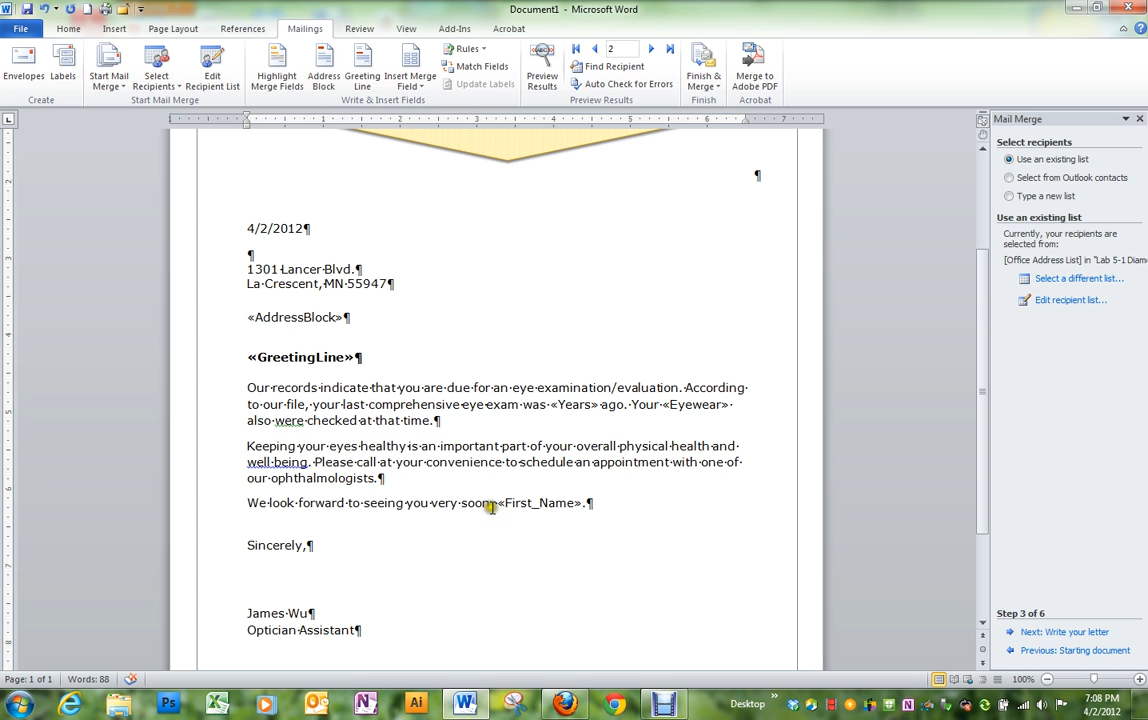 Document1 - Microsoft Word
File Home Insert Page Layout References Mailings Review View Add-Ins Acrobat
Envelopes Labels Start Mail Merge Select Recipients Edit Recipient List Highlight Merge Fields Address Block Greeting Line Insert Merge Field Rules Match Fields Update Labels Preview Results 2 Find Recipient Auto Check for Errors Finish & Merge Merge to Adobe PDF
Create Start Mail Merge Write & Insert Fields Preview Results Finish Acrobat
1 1 2 3 4 5 6 7
Mail Merge
Select recipients
Use an existing list
Select from Outlook contacts
Type a new list
Use an existing list
Currently, your recipients are
selected from:
[Office Address List] in "Lab 5-1 Diam
Select a different list...
Edit recipient list...
Step 3 of 6
Next: Write your letter
Previous: Starting document
¶
4/2/2012¶
¶
1301·Lancer·Blvd.¶
La·Crescent,·MN·55947¶
«AddressBlock»¶
«GreetingLine»¶
Our·records·indicate·that·you·are·due·for·an·eye·examination/evaluation.·According·
to·our·file,·your·last·comprehensive·eye·exam·was·«Years»·ago.·Your·«Eyewear»·
also·were·checked·at·that·time.¶
Keeping·your·eyes·healthy·is·an·important·part·of·your·overall·physical·health·and·
well·being.·Please·call·at·your·convenience·to·schedule·an·appointment·with·one·of·
our·ophthalmologists.¶
We·look·forward·to·seeing·you·very·soon·«First_Name».¶
Sincerely,¶
James·Wu¶
Optician·Assistant¶
Page: 1 of 1 Words: 88 100%
Desktop 7:08 PM
4/2/2012